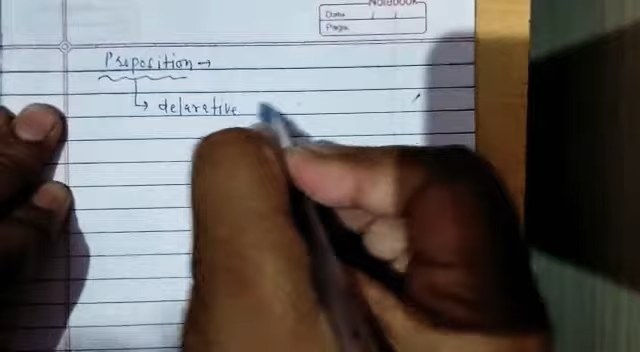 Notebook
Date / /
Page
Proposition →
↳ delarative